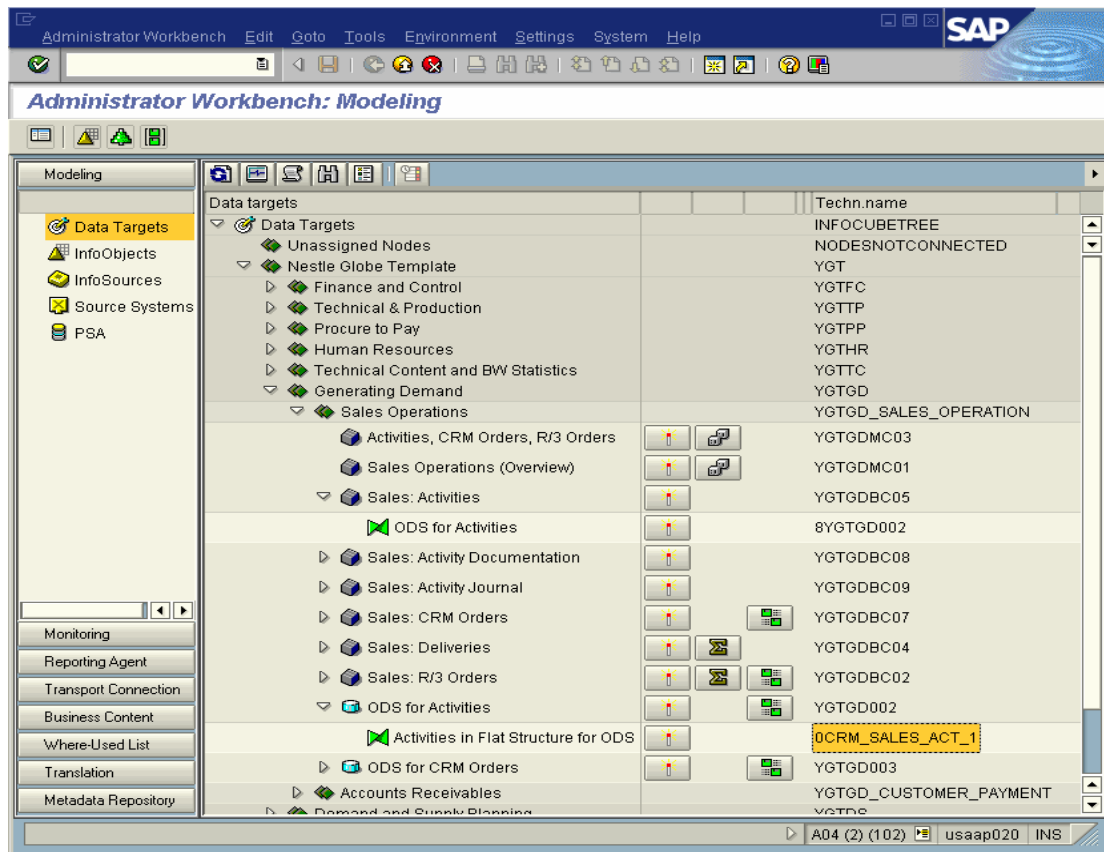 Administrator Workbench Edit Goto Tools Environment Settings System Help
SAP
Administrator Workbench: Modeling
Modeling
Data Targets
InfoObjects
InfoSources
Source Systems
PSA
Monitoring
Reporting Agent
Transport Connection
Business Content
Where-Used List
Translation
Metadata Repository
Data targets Techn.name
Data Targets INFOCUBETREE
Unassigned Nodes NODESNOTCONNECTED
Nestle Globe Template YGT
Finance and Control YGTFC
Technical & Production YGTTP
Procure to Pay YGTPP
Human Resources YGTHR
Technical Content and BW Statistics YGTTC
Generating Demand YGTGD
Sales Operations YGTGD_SALES_OPERATION
Activities, CRM Orders, R/3 Orders YGTGDMC03
Sales Operations (Overview) YGTGDMC01
Sales: Activities YGTGDBC05
ODS for Activities 8YGTGD002
Sales: Activity Documentation YGTGDBC08
Sales: Activity Journal YGTGDBC09
Sales: CRM Orders YGTGDBC07
Sales: Deliveries YGTGDBC04
Sales: R/3 Orders YGTGDBC02
ODS for Activities YGTGD002
Activities in Flat Structure for ODS 0CRM_SALES_ACT_1
ODS for CRM Orders YGTGD003
Accounts Receivables YGTGD_CUSTOMER_PAYMENT
Demand and Supply Planning YGTDS
A04 (2) (102) usaap020 INS